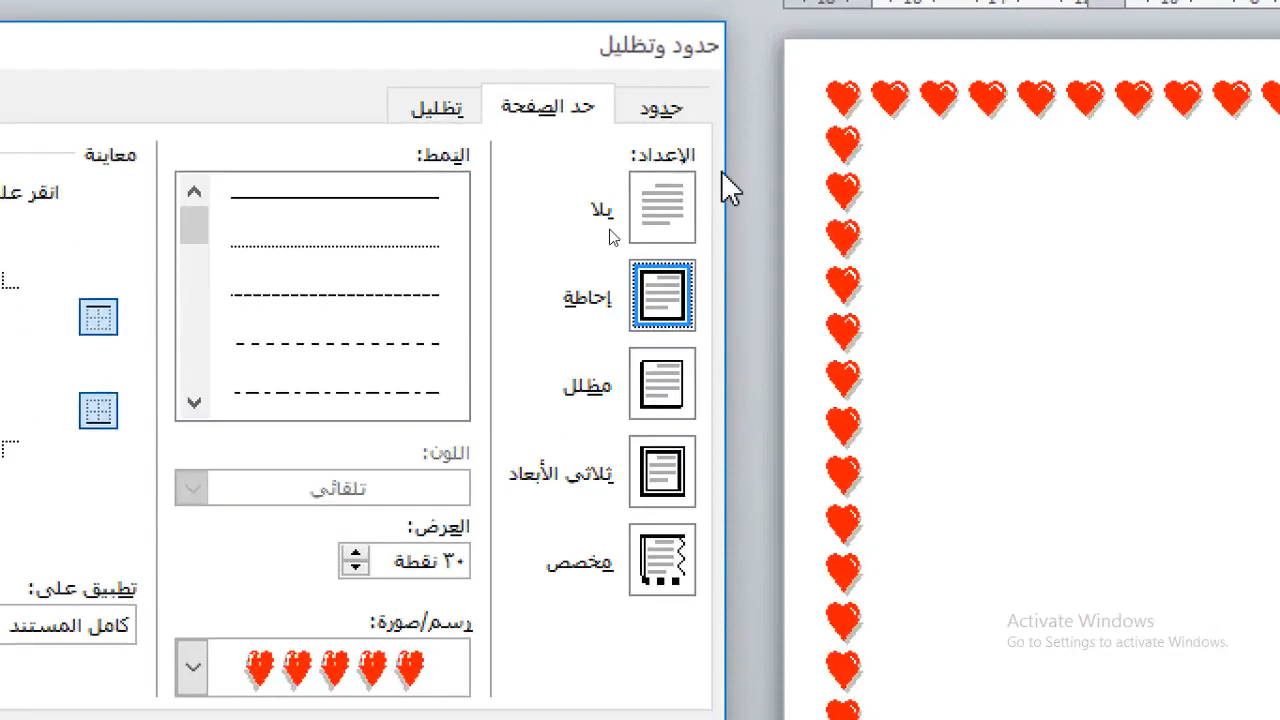 حدود وتظليل
حدود
حد الصفحة
تظليل
الإعداد:
بلا
إحاطة
مظلل
ثلاثي الأبعاد
مخصص
النمط:
اللون:
تلقائي
العرض:
٣٠ نقطة
رسم/صورة:
معاينة
انقر
تطبيق على:
كامل المستند
Activate Windows
Go to Settings to activate Windows.